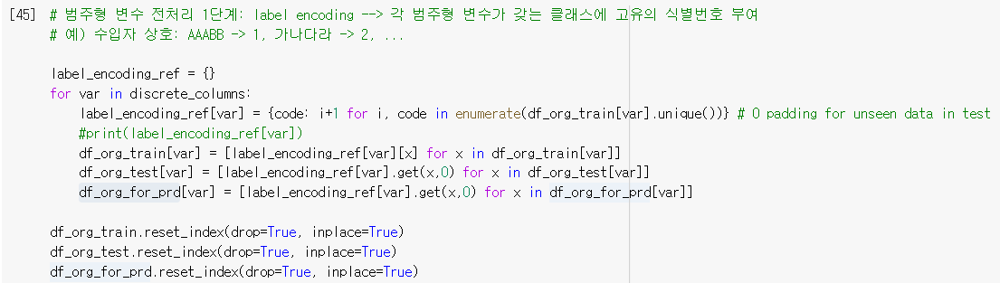 [45] # 범주형 변수 전처리 1단계: label encoding --> 각 범주형 변수가 갖는 클래스에 고유의 식별번호 부여
# 예) 수입자 상호: AAABB -> 1, 가나다라 -> 2, ...
label_encoding_ref = {}
for var in discrete_columns:
    label_encoding_ref[var] = {code: i+1 for i, code in enumerate(df_org_train[var].unique())} # 0 padding for unseen data in test
    #print(label_encoding_ref[var])
    df_org_train[var] = [label_encoding_ref[var][x] for x in df_org_train[var]]
    df_org_test[var] = [label_encoding_ref[var].get(x,0) for x in df_org_test[var]]
    df_org_for_prd[var] = [label_encoding_ref[var].get(x,0) for x in df_org_for_prd[var]]
df_org_train.reset_index(drop=True, inplace=True)
df_org_test.reset_index(drop=True, inplace=True)
df_org_for_prd.reset_index(drop=True, inplace=True)